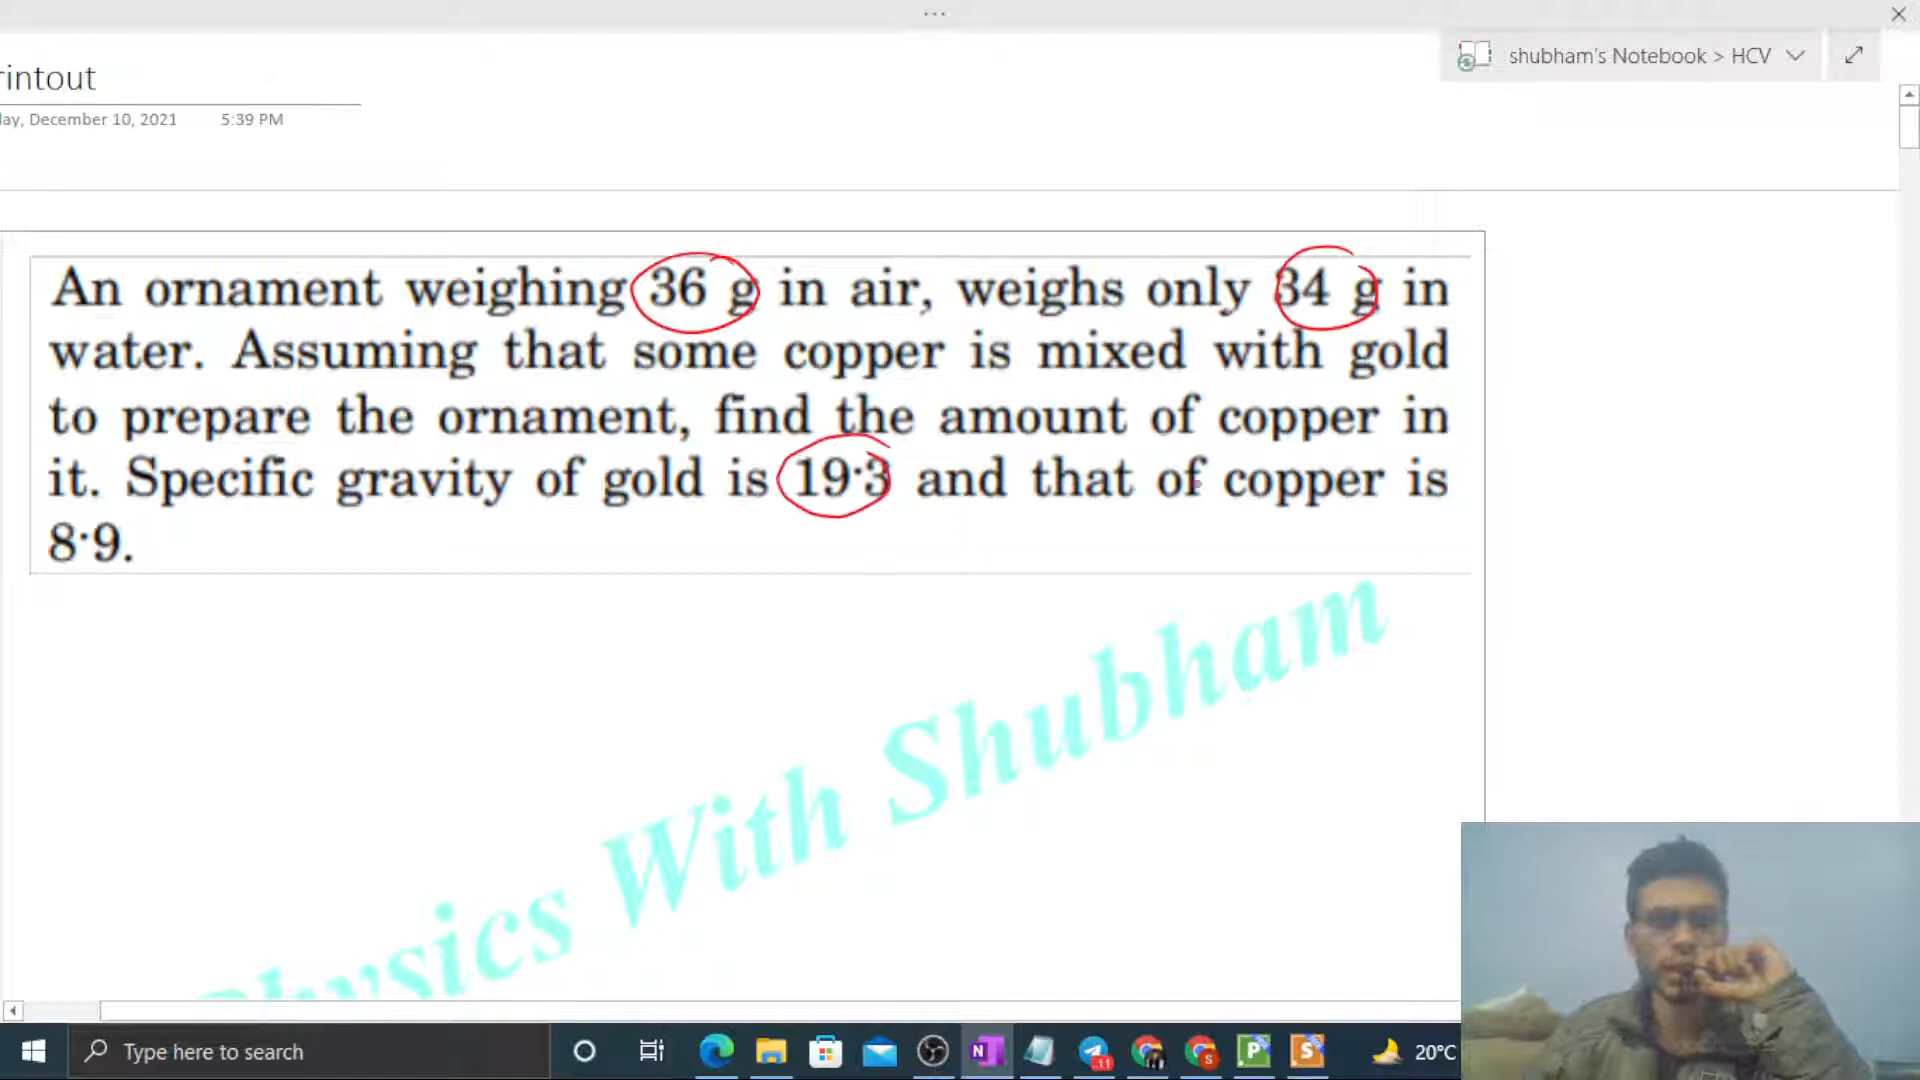 ...
shubham's Notebook > HCV
rintout
day, December 10, 2021 5:39 PM
An ornament weighing 36 g in air, weighs only 34 g in
water. Assuming that some copper is mixed with gold
to prepare the ornament, find the amount of copper in
it. Specific gravity of gold is 19·3 and that of copper is
8·9.
Physics With Shubham
Type here to search
N
11
S
P
S
20°C